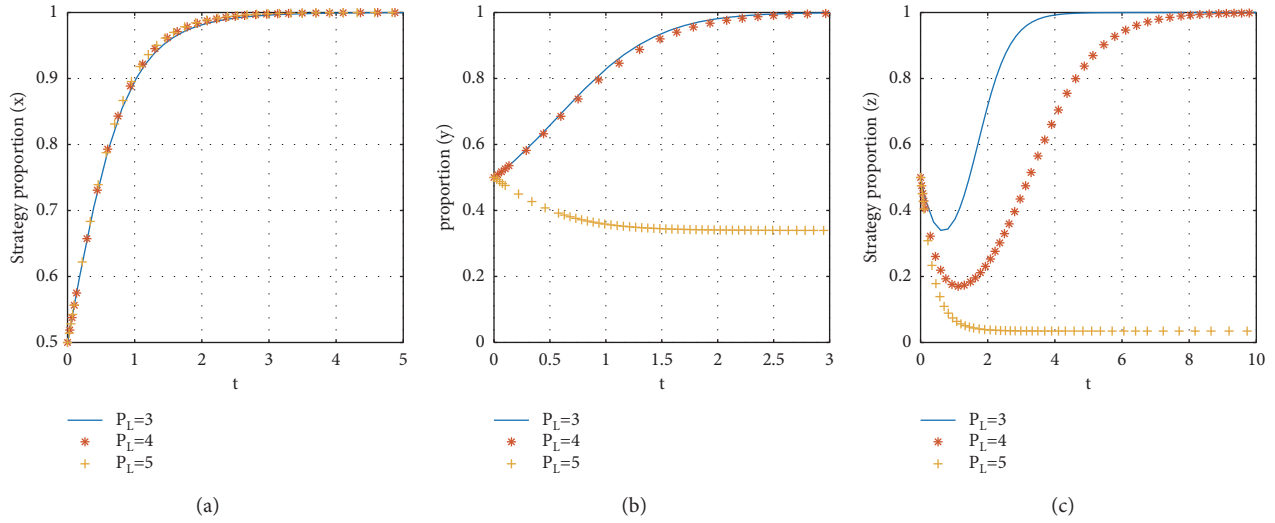 Strategy proportion (x)
1
0.9
0.8
0.7
0.6
0.5
0 1 2 3 4 5
t
P_L=3
P_L=4
P_L=5
(a)
proportion (y)
1
0.8
0.6
0.4
0.2
0
0 0.5 1 1.5 2 2.5 3
t
P_L=3
P_L=4
P_L=5
(b)
Strategy proportion (z)
1
0.8
0.6
0.4
0.2
0
0 2 4 6 8 10
t
P_L=3
P_L=4
P_L=5
(c)